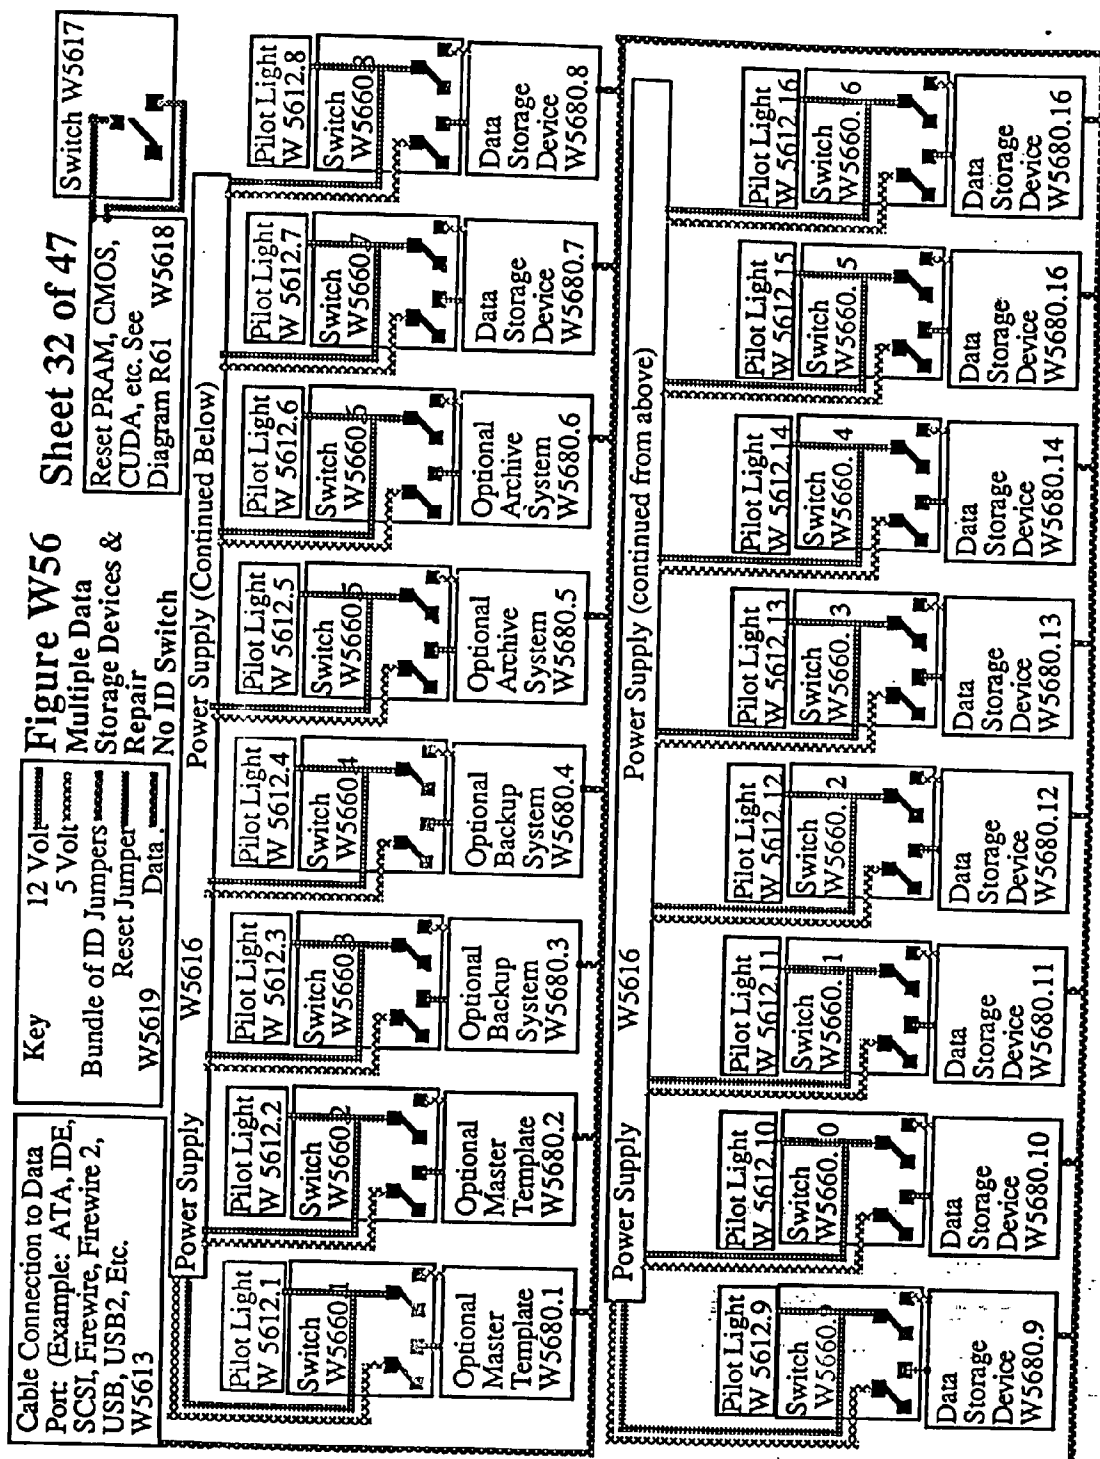 Cable Connection to Data
Port: (Example: ATA, IDE,
SCSI, Firewire, Firewire 2,
USB, USB2, Etc.
W5613
Key
12 Volt
5 Volt
Bundle of ID Jumpers
Reset Jumper
W5619
Data
Figure W56
Multiple Data
Storage Devices &
Repair
No ID Switch
Sheet 32 of 47
Reset PRAM, CMOS,
CUDA, etc. See
Diagram R61 W5618
Switch W5617
Power Supply W5616 Power Supply (Continued Below)
Pilot Light
W 5612.1
Switch
W5660.1
Optional
Master
Template
W5680.1
Pilot Light
W 5612.2
Switch
W5660.2
Optional
Master
Template
W5680.2
Pilot Light
W 5612.3
Switch
W5660.3
Optional
Backup
System
W5680.3
Pilot Light
W 5612.4
Switch
W5660.4
Optional
Backup
System
W5680.4
Pilot Light
W 5612.5
Switch
W5660.5
Optional
Archive
System
W5680.5
Pilot Light
W 5612.6
Switch
W5660.6
Optional
Archive
System
W5680.6
Pilot Light
W 5612.7
Switch
W5660.7
Data
Storage
Device
W5680.7
Pilot Light
W 5612.8
Switch
W5660.8
Data
Storage
Device
W5680.8
Power Supply W5616 Power Supply (continued from above)
Pilot Light
W 5612.9
Switch
W5660.9
Data
Storage
Device
W5680.9
Pilot Light
W 5612.10
Switch
W5660.10
Data
Storage
Device
W5680.10
Pilot Light
W 5612.11
Switch
W5660.11
Data
Storage
Device
W5680.11
Pilot Light
W 5612.12
Switch
W5660.12
Data
Storage
Device
W5680.12
Pilot Light
W 5612.13
Switch
W5660.13
Data
Storage
Device
W5680.13
Pilot Light
W 5612.14
Switch
W5660.14
Data
Storage
Device
W5680.14
Pilot Light
W 5612.15
Switch
W5660.15
Data
Storage
Device
W5680.16
Pilot Light
W 5612.16
Switch
W5660.16
Data
Storage
Device
W5680.16